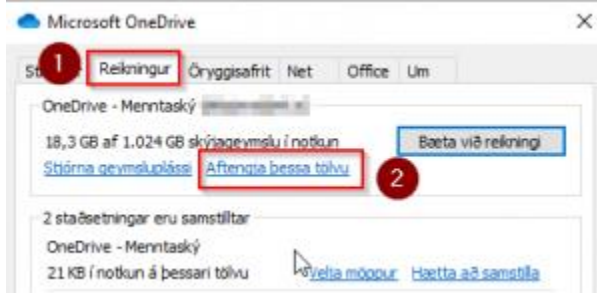 Microsoft OneDrive
1
Reikningur Öryggisafrit Net Office Um
OneDrive - Menntaský
18,3 GB af 1.024 GB skýjageymslu í notkun Bæta við reikningi
Stjórna geymsluplássi Aftengja þessa tölvu
2
2 staðsetningar eru samstilltar
OneDrive - Menntaský
21 KB í notkun á þessari tölvu Velja möppur Hætta að samstilla